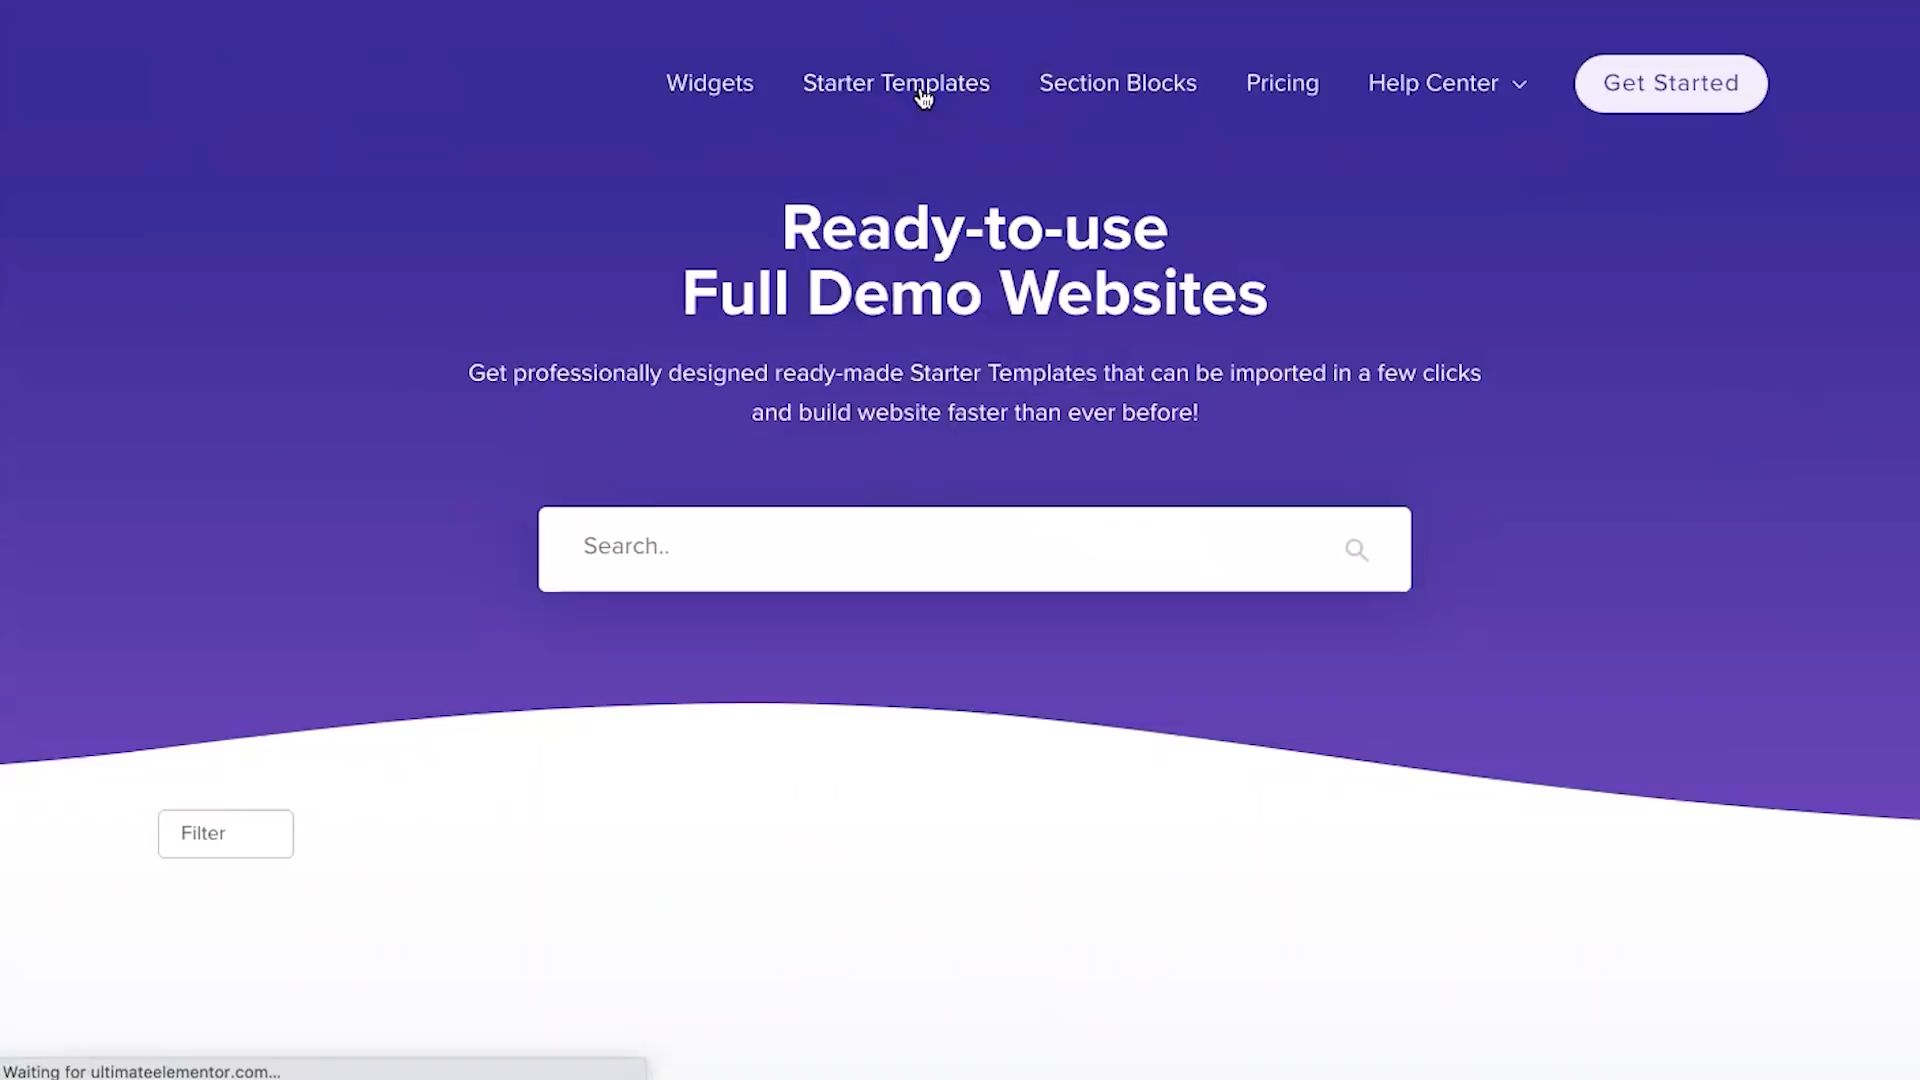 Widgets Starter Templates Section Blocks Pricing Help Center Get Started
Ready-to-use
Full Demo Websites
Get professionally designed ready-made Starter Templates that can be imported in a few clicks
and build website faster than ever before!
Search..
Filter
Waiting for ultimateelementor.com...